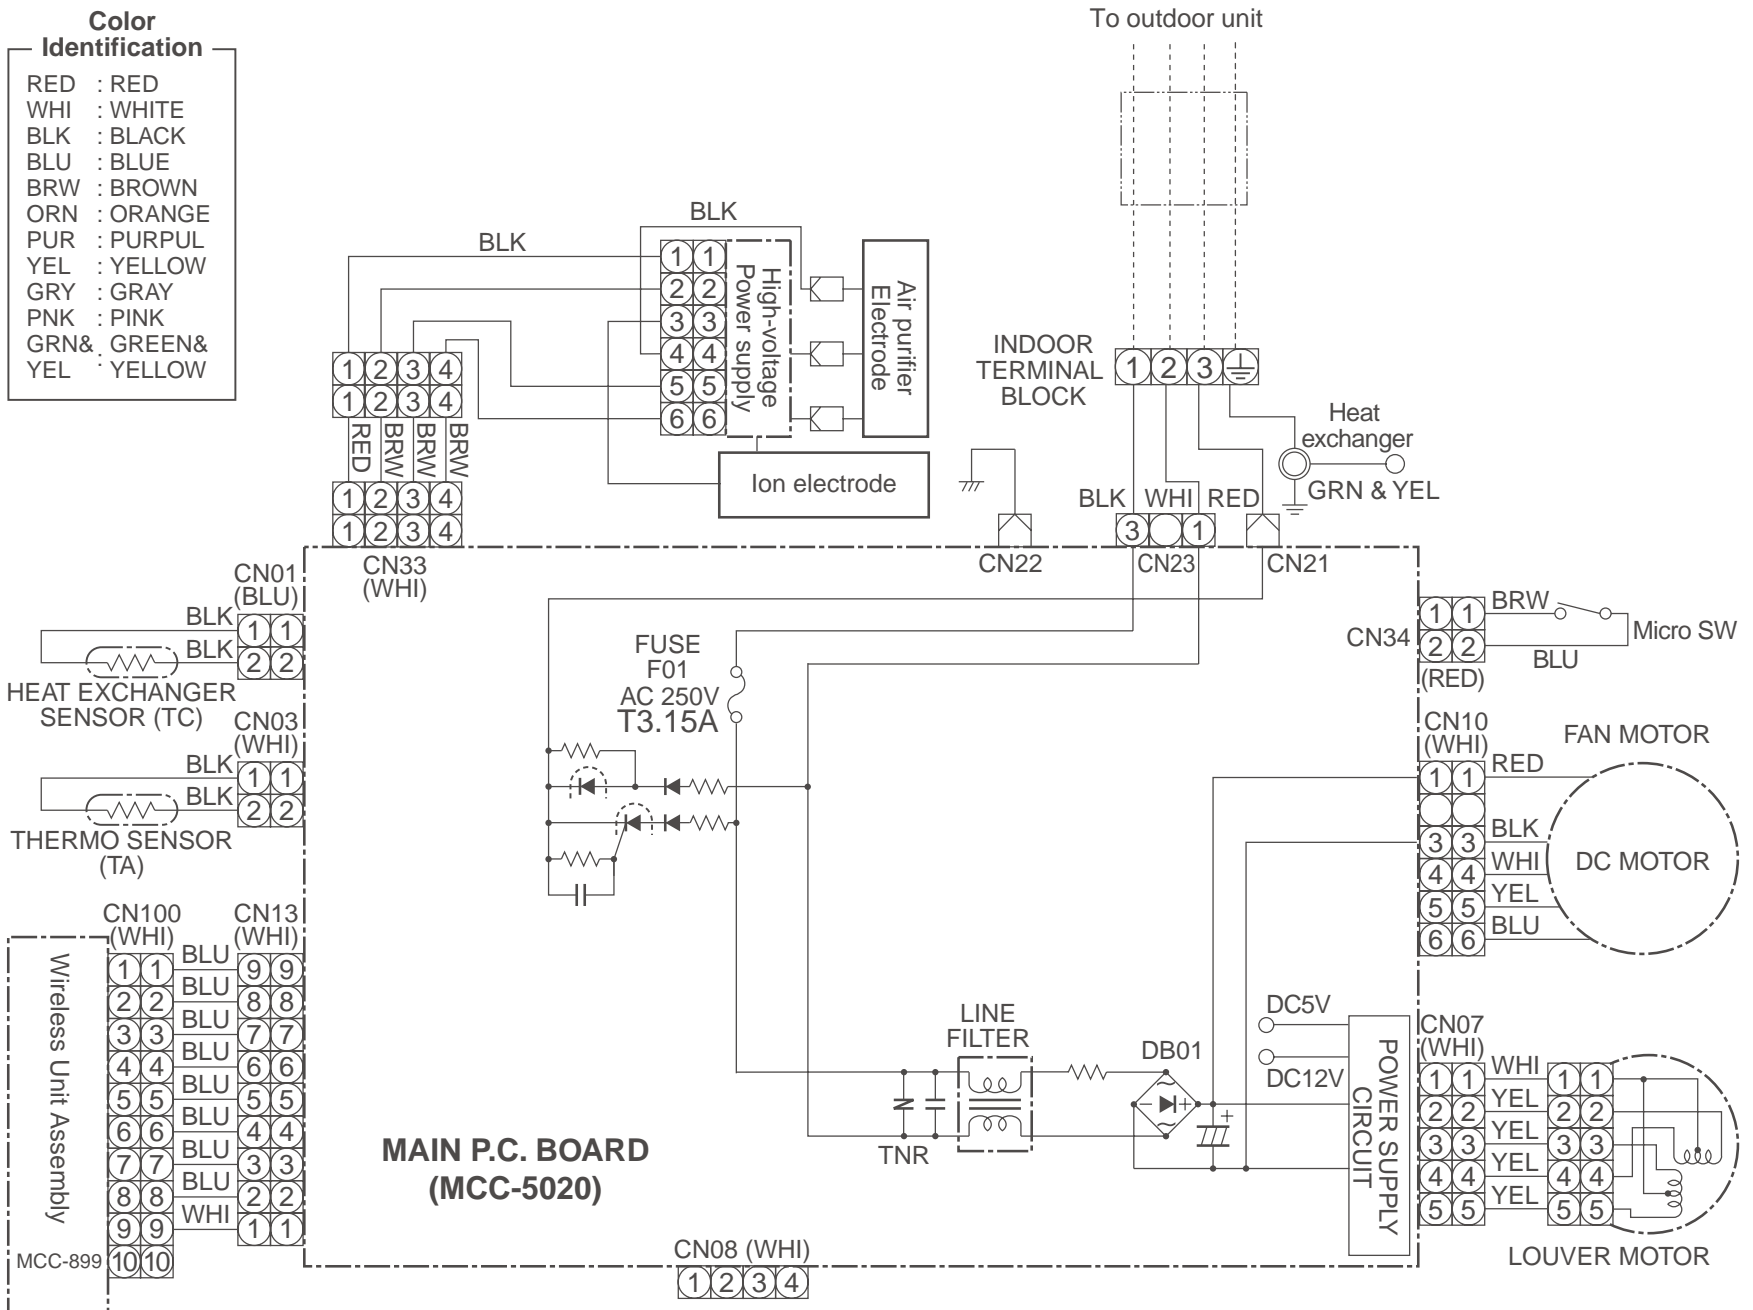 Color
Identification
RED : RED
WHI : WHITE
BLK : BLACK
BLU : BLUE
BRW : BROWN
ORN : ORANGE
PUR : PURPUL
YEL : YELLOW
GRY : GRAY
PNK : PINK
GRN& GREEN&
YEL : YELLOW
To outdoor unit
BLK
BLK
1 1
2 2
3 3
4 4
5 5
6 6
High-voltage
Power supply
Air purifier
Electrode
Ion electrode
1 2 3 4
1 2 3 4
RED BRW BRW BRW
1 2 3 4
1 2 3 4
CN33
(WHI)
INDOOR
TERMINAL
BLOCK
1 2 3
Heat
exchanger
GRN & YEL
BLK WHI RED
3 1
CN22
CN23
CN21
CN01
(BLU)
BLK
1 1
BLK
2 2
HEAT EXCHANGER
SENSOR (TC)
CN03
(WHI)
BLK
1 1
BLK
2 2
THERMO SENSOR
(TA)
FUSE
F01
AC 250V
T3.15A
CN34
1 1
2 2
(RED)
BRW
BLU
Micro SW
CN10
(WHI)
FAN MOTOR
1 1 RED
3 3 BLK
4 4 WHI
5 5 YEL
6 6 BLU
DC MOTOR
CN100
(WHI)
CN13
(WHI)
Wireless Unit Assembly
MCC-899
1 1 BLU 9 9
2 2 BLU 8 8
3 3 BLU 7 7
4 4 BLU 6 6
5 5 BLU 5 5
6 6 BLU 4 4
7 7 BLU 3 3
8 8 BLU 2 2
9 9 WHI 1 1
10 10
MAIN P.C. BOARD
(MCC-5020)
TNR
LINE
FILTER
DB01
~
− +
~
+
DC5V
DC12V
POWER SUPPLY
CIRCUIT
CN07
(WHI)
1 1 WHI 1 1
2 2 YEL 2 2
3 3 YEL 3 3
4 4 YEL 4 4
5 5 YEL 5 5
LOUVER MOTOR
CN08 (WHI)
1 2 3 4